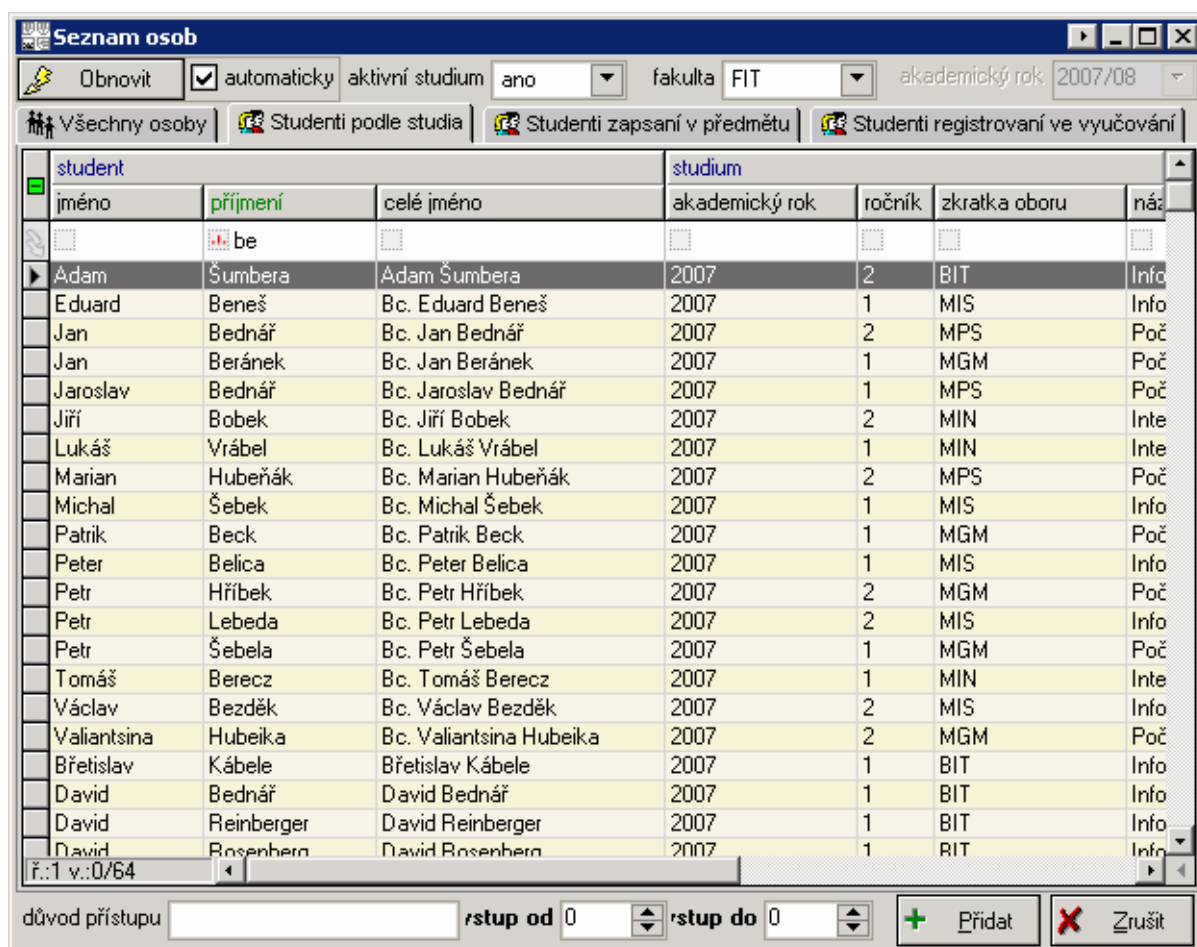 Seznam osob
Obnovit automaticky aktivní studium ano fakulta FIT akademický rok 2007/08
Všechny osoby Studenti podle studia Studenti zapsaní v předmětu Studenti registrovaní ve vyučování
student studium
jméno příjmení celé jméno akademický rok ročník zkratka oboru náz
be
Adam Šumbera Adam Šumbera 2007 2 BIT Info
Eduard Beneš Bc. Eduard Beneš 2007 1 MIS Info
Jan Bednář Bc. Jan Bednář 2007 2 MPS Poč
Jan Beránek Bc. Jan Beránek 2007 1 MGM Poč
Jaroslav Bednář Bc. Jaroslav Bednář 2007 1 MPS Poč
Jiří Bobek Bc. Jiří Bobek 2007 2 MIN Inte
Lukáš Vrábel Bc. Lukáš Vrábel 2007 1 MIN Inte
Marian Hubeňák Bc. Marian Hubeňák 2007 2 MPS Poč
Michal Šebek Bc. Michal Šebek 2007 1 MIS Info
Patrik Beck Bc. Patrik Beck 2007 1 MGM Poč
Peter Belica Bc. Peter Belica 2007 1 MIS Info
Petr Hříbek Bc. Petr Hříbek 2007 2 MGM Poč
Petr Lebeda Bc. Petr Lebeda 2007 2 MIS Info
Petr Šebela Bc. Petr Šebela 2007 1 MGM Poč
Tomáš Berecz Bc. Tomáš Berecz 2007 1 MIN Inte
Václav Bezděk Bc. Václav Bezděk 2007 2 MIS Info
Valiantsina Hubeika Bc. Valiantsina Hubeika 2007 2 MGM Poč
Břetislav Kábele Břetislav Kábele 2007 1 BIT Info
David Bednář David Bednář 2007 1 BIT Info
David Reinberger David Reinberger 2007 1 BIT Info
David Rosenberg David Rosenberg 2007 1 BIT Info
ř.:1 v.:0/64
důvod přístupu stup od 0 stup do 0 Přidat Zrušit